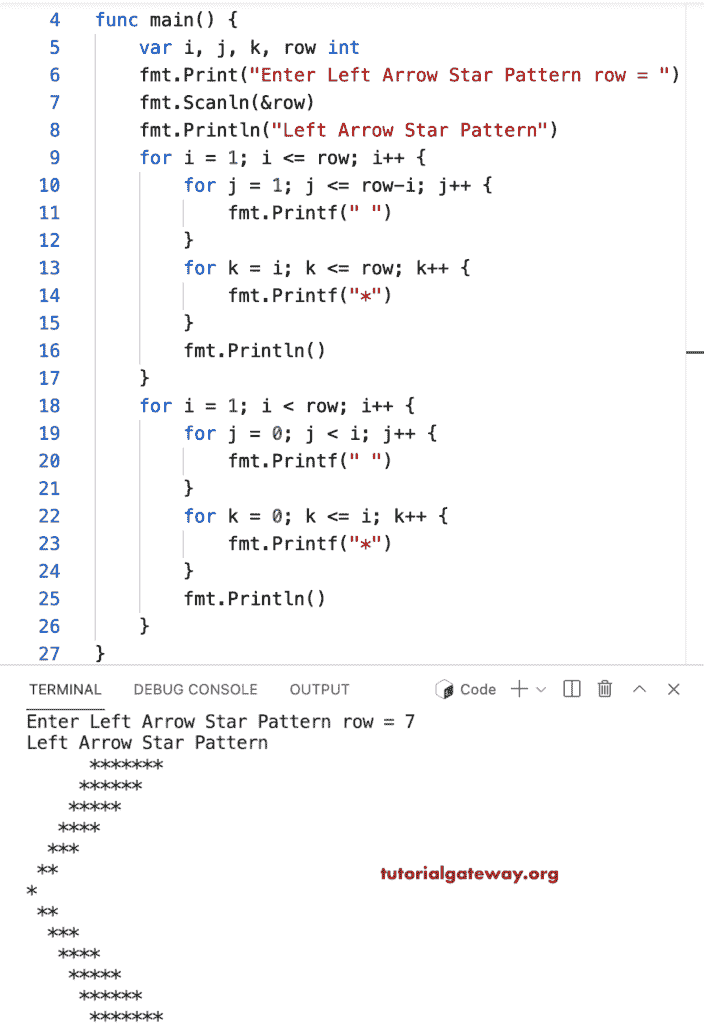 4 func main() {
5     var i, j, k, row int
6     fmt.Print("Enter Left Arrow Star Pattern row = ")
7     fmt.Scanln(&row)
8     fmt.Println("Left Arrow Star Pattern")
9     for i = 1; i <= row; i++ {
10         for j = 1; j <= row-i; j++ {
11             fmt.Printf(" ")
12         }
13         for k = i; k <= row; k++ {
14             fmt.Printf("*")
15         }
16         fmt.Println()
17     }
18     for i = 1; i < row; i++ {
19         for j = 0; j < i; j++ {
20             fmt.Printf(" ")
21         }
22         for k = 0; k <= i; k++ {
23             fmt.Printf("*")
24         }
25         fmt.Println()
26     }
27 }
TERMINAL DEBUG CONSOLE OUTPUT Code
Enter Left Arrow Star Pattern row = 7
Left Arrow Star Pattern
      *******
     ******
    *****
   ****
  ***
 **
tutorialgateway.org
*
 **
  ***
   ****
    *****
     ******
      *******